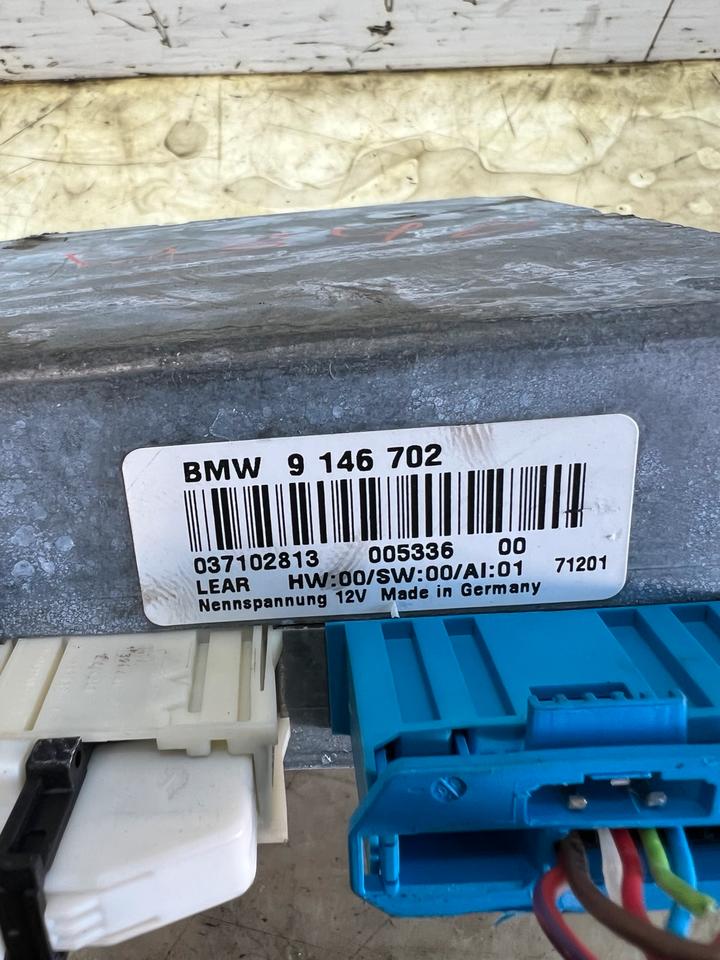 BMW 9 146 702
037102813 005336 00
LEAR HW:00/SW:00/AI:01 71201
Nennspannung 12V Made in Germany